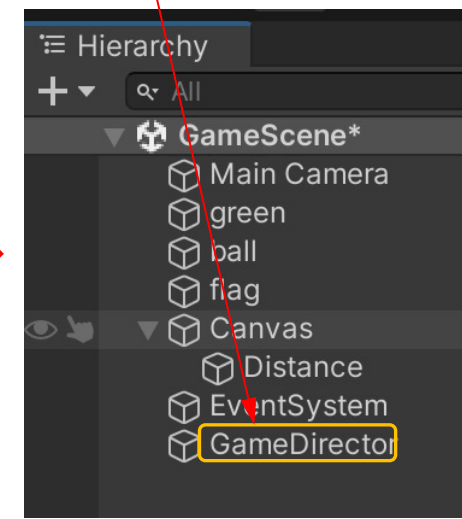 Hierarchy
All
GameScene*
Main Camera
green
ball
flag
Canvas
Distance
EventSystem
GameDirector